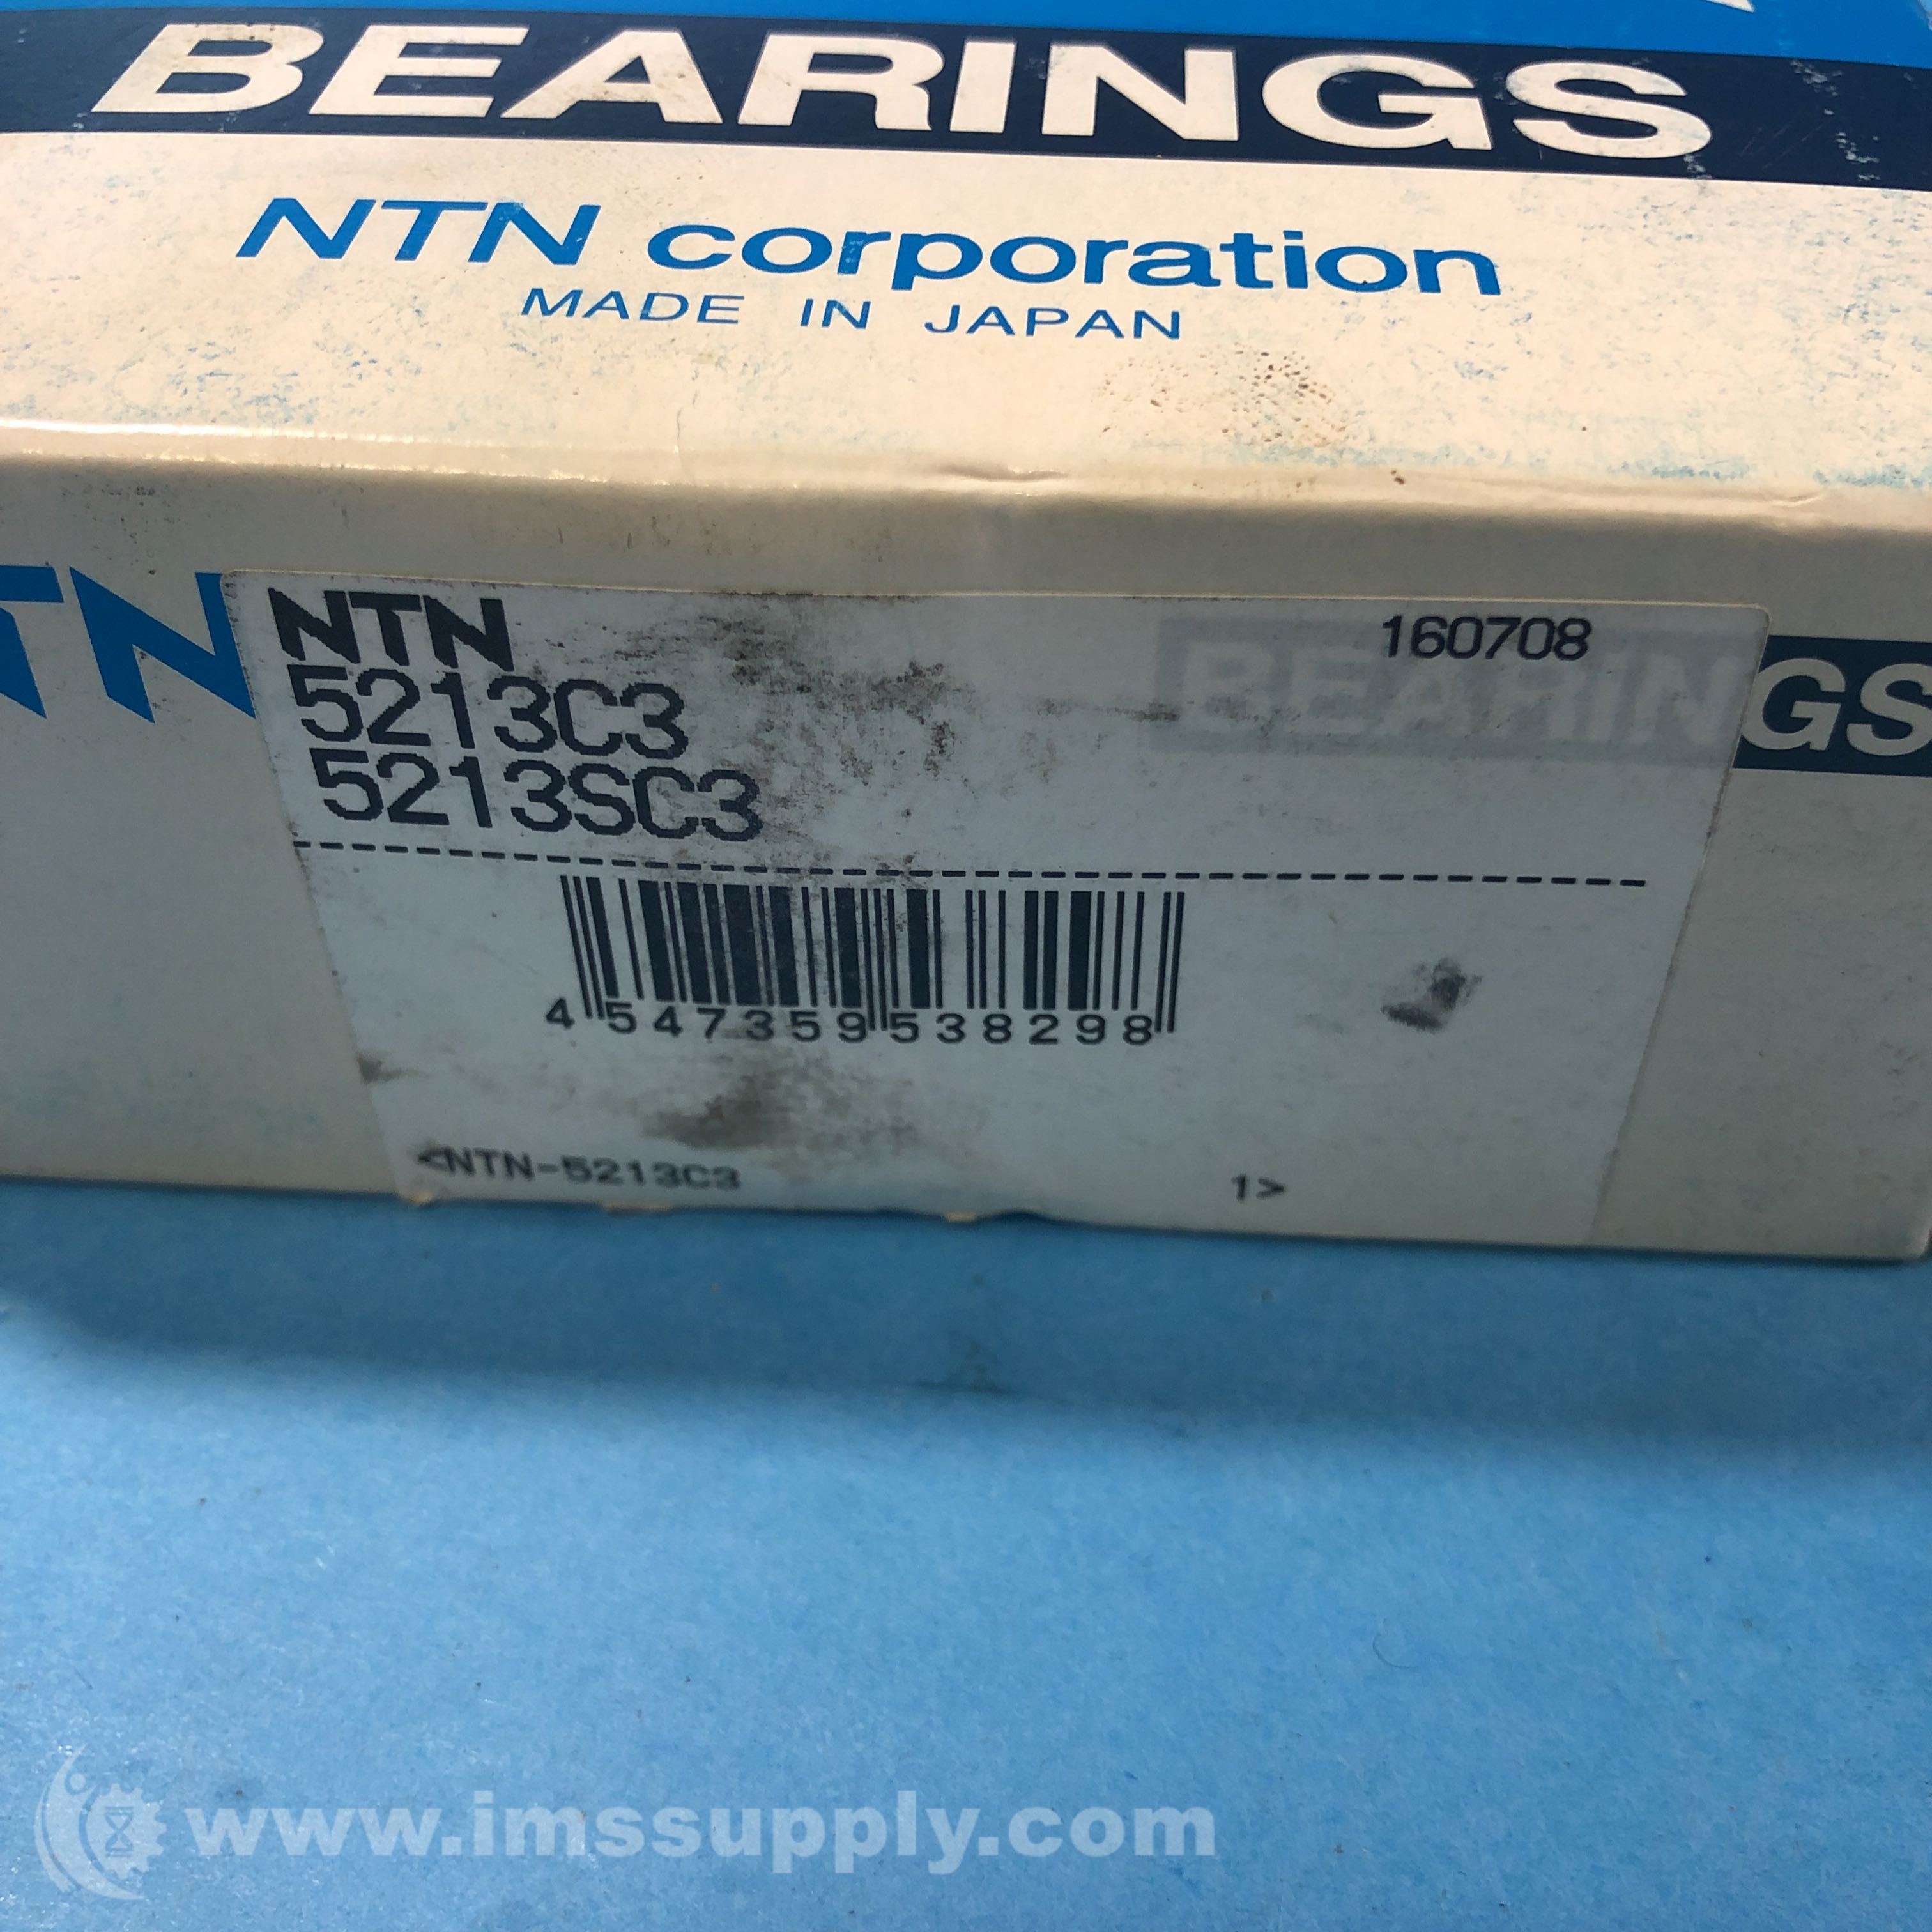 BEARINGS
NTN corporation
MADE IN JAPAN
NTN 160708
5213C3
5213SC3
BEARINGS
4 547359 538298
<NTN-5213C3 1>
www.imssupply.com